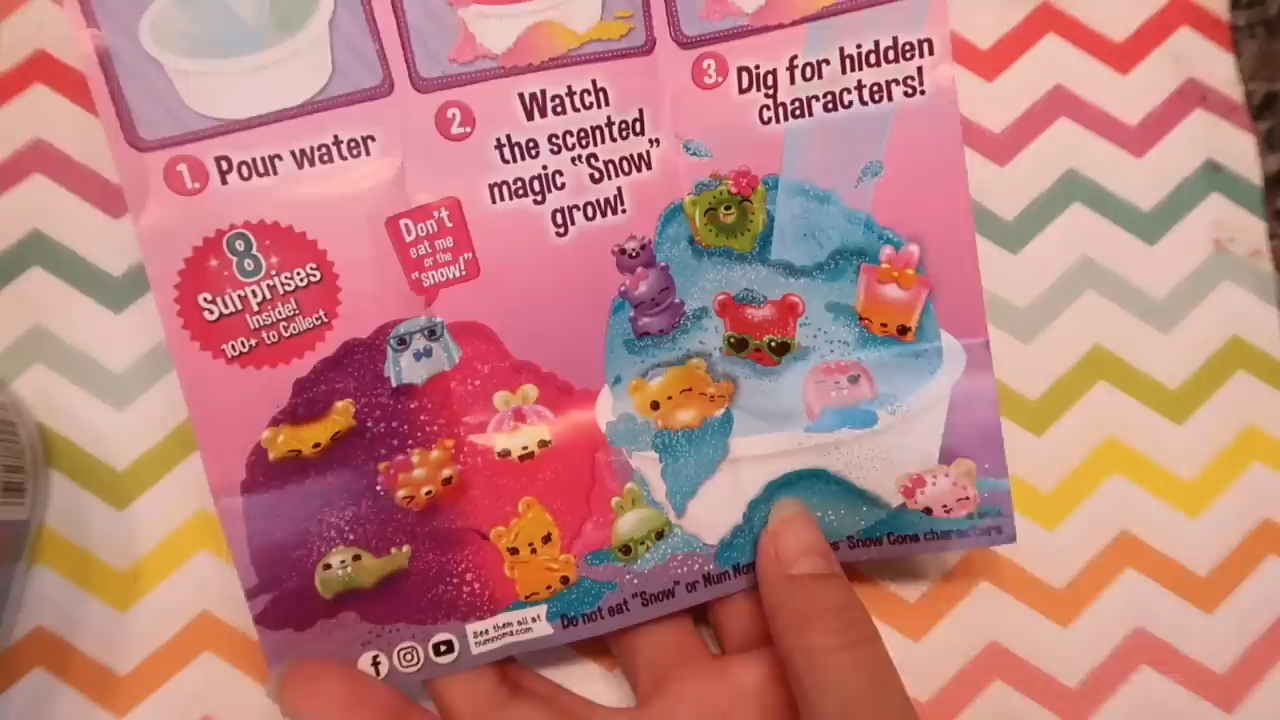 1. Pour water
2. Watch
the scented
magic "Snow"
grow!
3. Dig for hidden
characters!
8
Surprises
Inside!
100+ to Collect
Don't
eat me
or the
"snow!"
See them all at
numnoms.com
Do not eat "Snow" or Num Nom Snow Cone characters